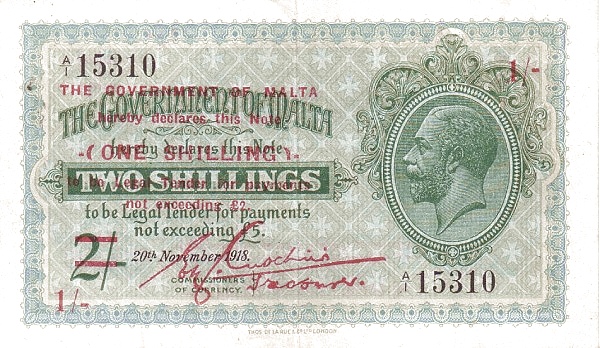 A/1 15310
1/-
THE GOVERNMENT OF MALTA
THE GOVERNMENT OF MALTA
hereby declares this Note
-(ONE SHILLING)-
hereby declares this Note
TWO SHILLINGS
to be Legal Tender for payments
not exceeding £2.
to be Legal Tender for payments
not exceeding £5.
20th November 1918.
2/-
COMMISSIONERS
OF CURRENCY.
A/1 15310
1/-
THOS DE LA RUE & Co LTD LONDON